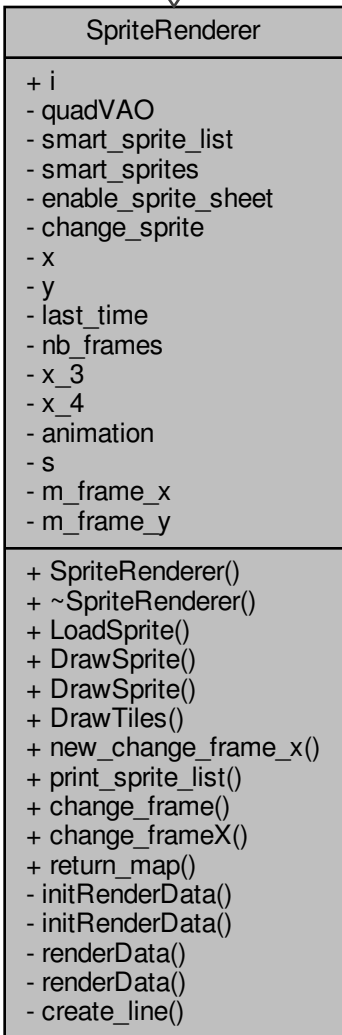 SpriteRenderer
+ i
- quadVAO
- smart_sprite_list
- smart_sprites
- enable_sprite_sheet
- change_sprite
- x
- y
- last_time
- nb_frames
- x_3
- x_4
- animation
- s
- m_frame_x
- m_frame_y
+ SpriteRenderer()
+ ~SpriteRenderer()
+ LoadSprite()
+ DrawSprite()
+ DrawSprite()
+ DrawTiles()
+ new_change_frame_x()
+ print_sprite_list()
+ change_frame()
+ change_frameX()
+ return_map()
- initRenderData()
- initRenderData()
- renderData()
- renderData()
- create_line()